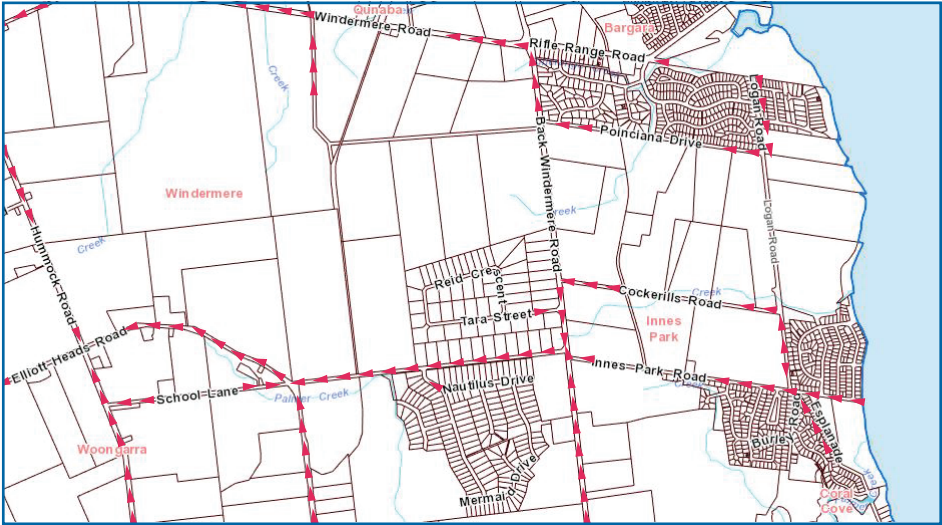 Qunaba
Windermere Road
Bargara
Rifle Range Road
Creek
Logan Road
Poinciana Drive
Back Windermere Road
Windermere
Creek
Logan Road
Creek
Hummock Road
Reid Crescent
Creek
Cockerills Road
Tara Street
Innes
Park
Elliott Heads Road
Innes Park Road
Nautilus Drive
Creek
School Lane
Palmer Creek
Esplanade
Burley Road
Woongarra
Mermaid Drive
Creek
Coral
Cove